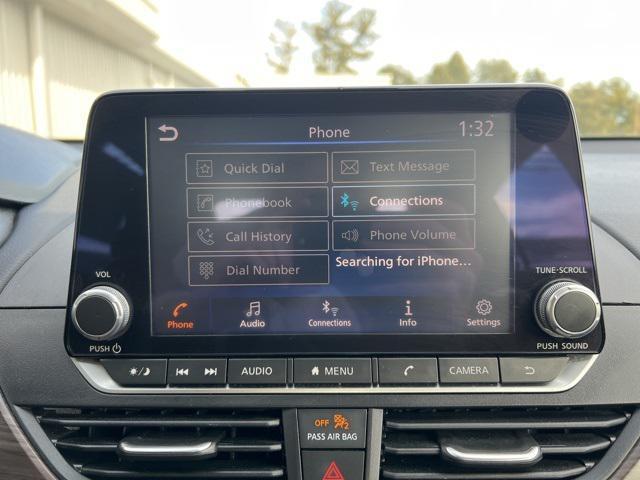 Phone
1:32
Quick Dial
Text Message
Phonebook
Connections
Call History
Phone Volume
Dial Number
Searching for iPhone...
Phone
Audio
Connections
Info
Settings
VOL
PUSH
TUNE·SCROLL
PUSH SOUND
AUDIO
MENU
CAMERA
OFF
2
PASS AIR BAG